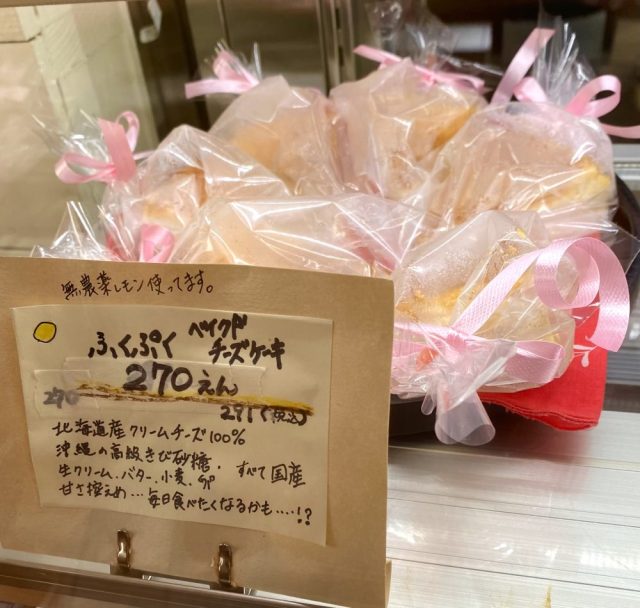 無農薬レモン使ってます。
ふくぷく ベイクド
チーズケーキ
270えん
270
291(税込)
北海道産クリームチーズ100%
沖縄の高級きび砂糖.
生クリーム.バター.小麦.卵 すべて国産
甘さ控えめ…毎日食べたくなるかも……!?